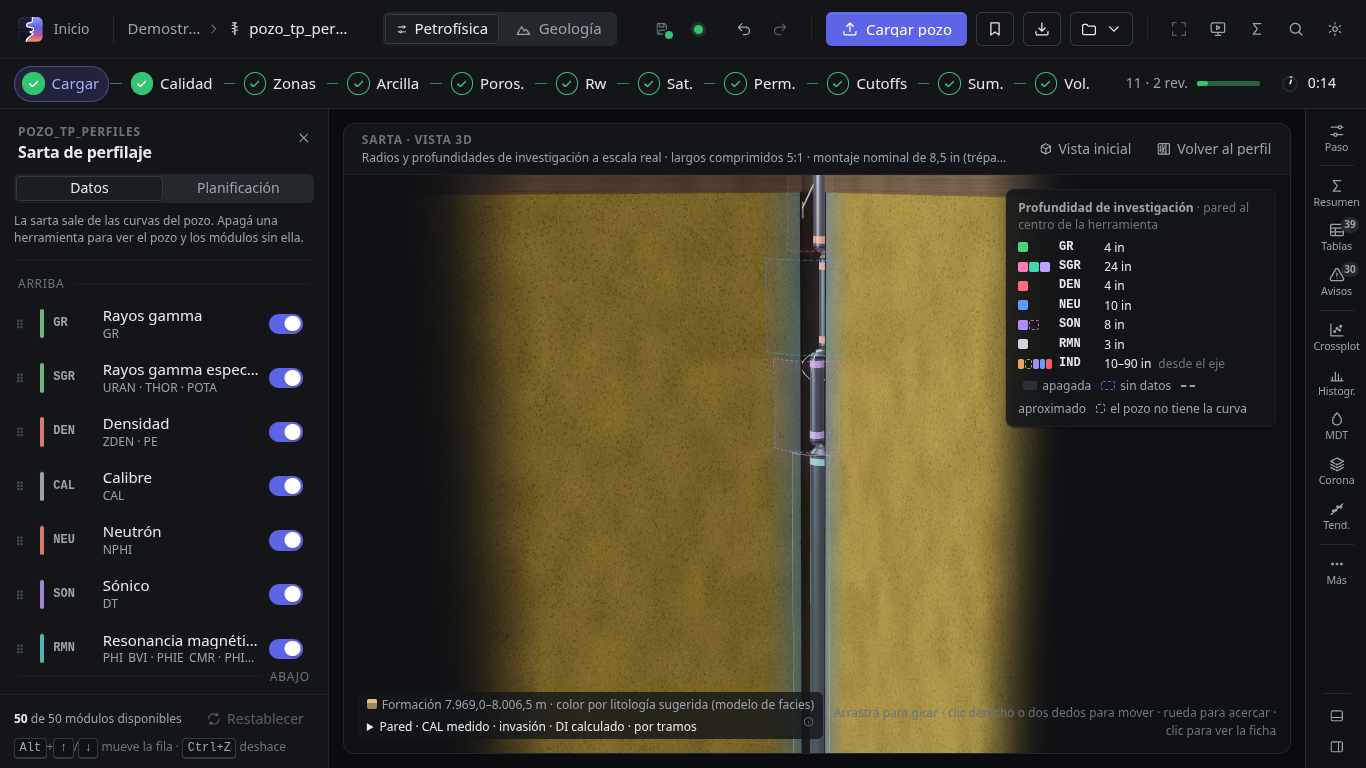 Inicio
Demostr...
pozo_tp_per...
Petrofísica
Geología
Cargar pozo
Cargar
Calidad
Zonas
Arcilla
Poros.
Rw
Sat.
Perm.
Cutoffs
Sum.
Vol.
11 · 2 rev.
0:14
POZO_TP_PERFILES
Sarta de perfilaje
Datos
Planificación
La sarta sale de las curvas del pozo. Apagá una
herramienta para ver el pozo y los módulos sin ella.
ARRIBA
GR
Rayos gamma
GR
SGR
Rayos gamma espec...
URAN · THOR · POTA
DEN
Densidad
ZDEN · PE
CAL
Calibre
CAL
NEU
Neutrón
NPHI
SON
Sónico
DT
RMN
Resonancia magnéti...
PHI_BVI · PHIE_CMR · PHI...
ABAJO
50 de 50 módulos disponibles
Restablecer
Alt + ↑ / ↓ mueve la fila · Ctrl+Z deshace
SARTA · VISTA 3D
Radios y profundidades de investigación a escala real · largos comprimidos 5:1 · montaje nominal de 8,5 in (trépa...
Vista inicial
Volver al perfil
Profundidad de investigación · pared al
centro de la herramienta
GR 4 in
SGR 24 in
DEN 4 in
NEU 10 in
SON 8 in
RMN 3 in
IND 10–90 in desde el eje
apagada sin datos
aproximado el pozo no tiene la curva
Formación 7.969,0–8.006,5 m · color por litología sugerida (modelo de facies)
Pared · CAL medido · invasión · DI calculado · por tramos
Arrastrá para girar · clic derecho o dos dedos para mover · rueda para acercar ·
clic para ver la ficha
Paso
Resumen
39
Tablas
30
Avisos
Crossplot
Histogr.
MDT
Corona
Tend.
Más